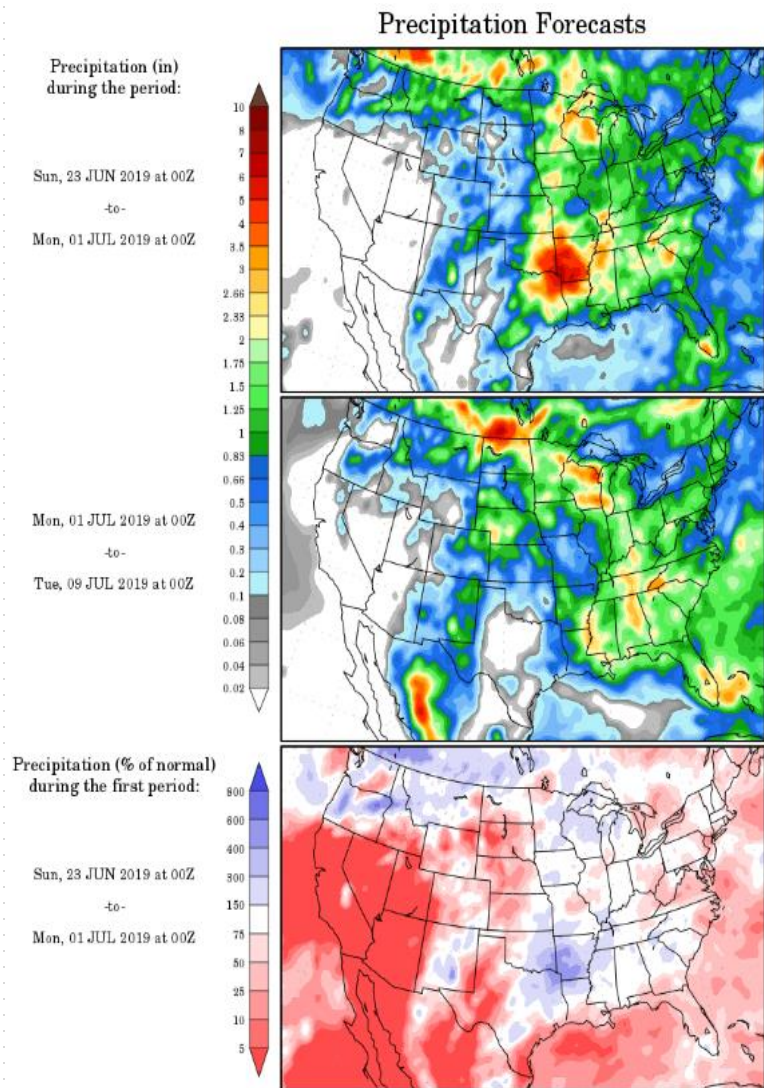 Precipitation Forecasts
Precipitation (in)
during the period:
Sun, 23 JUN 2019 at 00Z
-to-
Mon, 01 JUL 2019 at 00Z
10
8
7
6
5
4
3.5
3
2.66
2.33
2
1.75
1.5
1.25
1
0.83
0.66
0.5
0.4
0.3
0.2
0.1
0.08
0.06
0.04
0.02
Mon, 01 JUL 2019 at 00Z
-to-
Tue, 09 JUL 2019 at 00Z
Precipitation (% of normal)
during the first period:
Sun, 23 JUN 2019 at 00Z
-to-
Mon, 01 JUL 2019 at 00Z
800
600
400
300
150
75
50
25
10
5